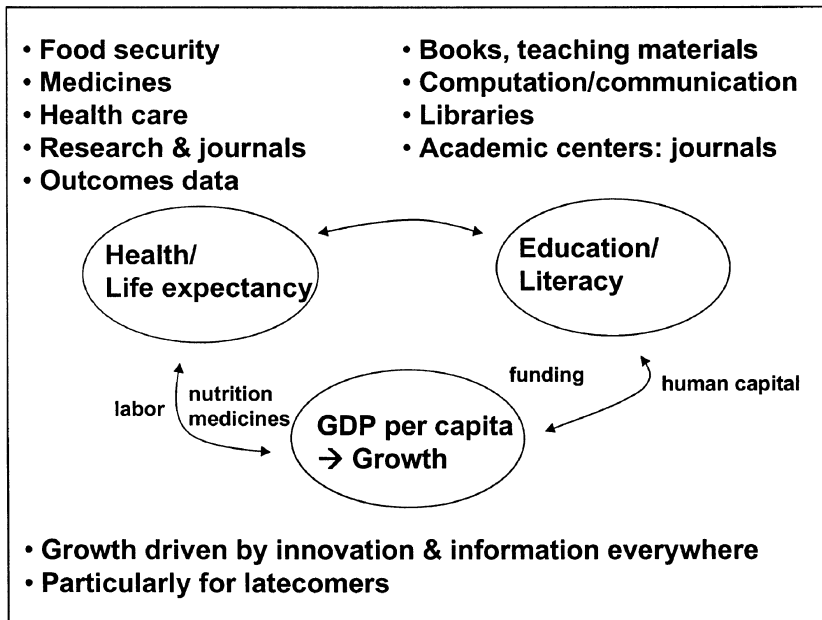 • Food security
• Medicines
• Health care
• Research & journals
• Outcomes data
• Books, teaching materials
• Computation/communication
• Libraries
• Academic centers: journals
Health/
Life expectancy
Education/
Literacy
labor
nutrition
medicines
funding
human capital
GDP per capita
→ Growth
• Growth driven by innovation & information everywhere
• Particularly for latecomers